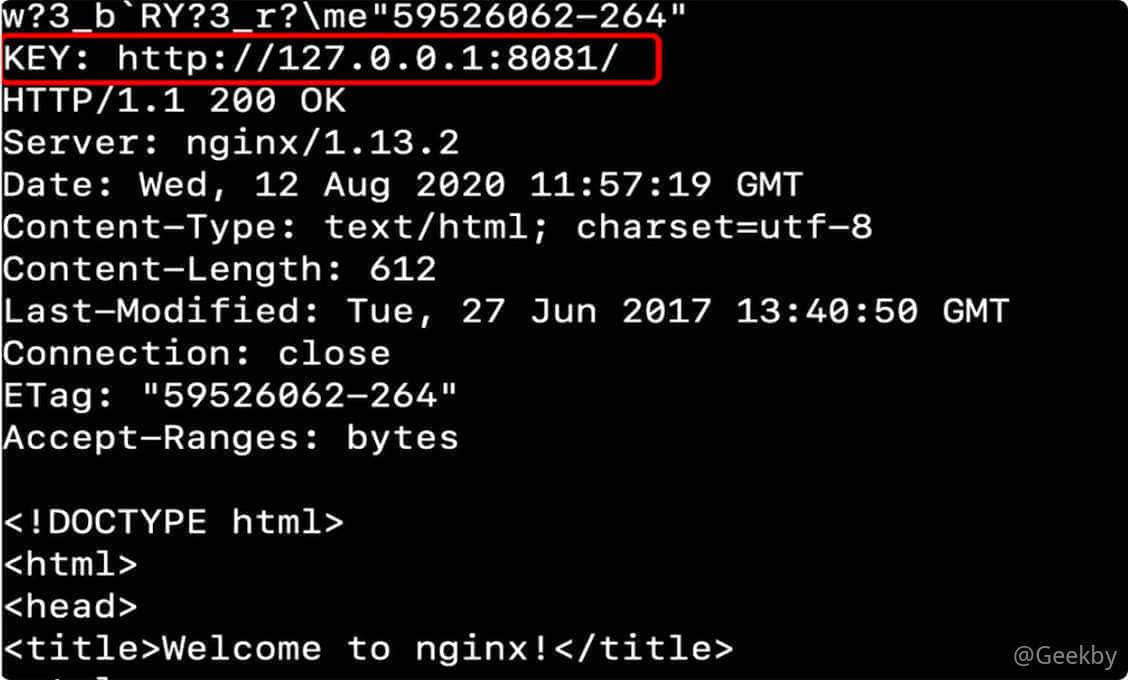 w?3_b`RY?3_r?\me"59526062-264"
KEY: http://127.0.0.1:8081/
HTTP/1.1 200 OK
Server: nginx/1.13.2
Date: Wed, 12 Aug 2020 11:57:19 GMT
Content-Type: text/html; charset=utf-8
Content-Length: 612
Last-Modified: Tue, 27 Jun 2017 13:40:50 GMT
Connection: close
ETag: "59526062-264"
Accept-Ranges: bytes
<!DOCTYPE html>
<html>
<head>
<title>Welcome to nginx!</title>
@Geekby